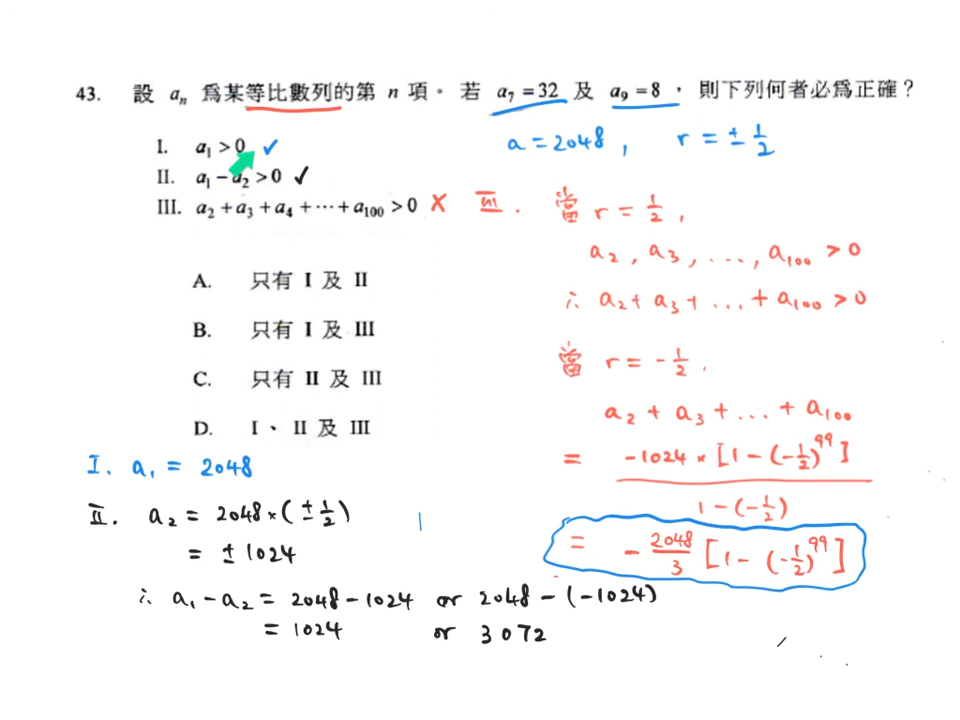 43. 設 aₙ 爲某等比數列的第 n 項。若 a₇ = 32 及 a₉ = 8，則下列何者必爲正確？
a = 2048, r = ± 1/2
I. a₁ > 0 ✓
II. a₁ − a₂ > 0 ✓
III. a₂ + a₃ + a₄ + ⋯ + a₁₀₀ > 0 ✗
A. 只有 I 及 II
B. 只有 I 及 III
C. 只有 II 及 III
D. I、II 及 III
I. a₁ = 2048
II. a₂ = 2048 × (± 1/2)
= ± 1024
∴ a₁ − a₂ = 2048 − 1024 or 2048 − (−1024)
= 1024 or 3072
III. 當 r = 1/2,
a₂, a₃, ..., a₁₀₀ > 0
∴ a₂ + a₃ + ... + a₁₀₀ > 0
當 r = − 1/2,
a₂ + a₃ + ... + a₁₀₀
= −1024 × [1 − (−1/2)⁹⁹] / 1 − (−1/2)
= − 2048/3 [1 − (−1/2)⁹⁹]